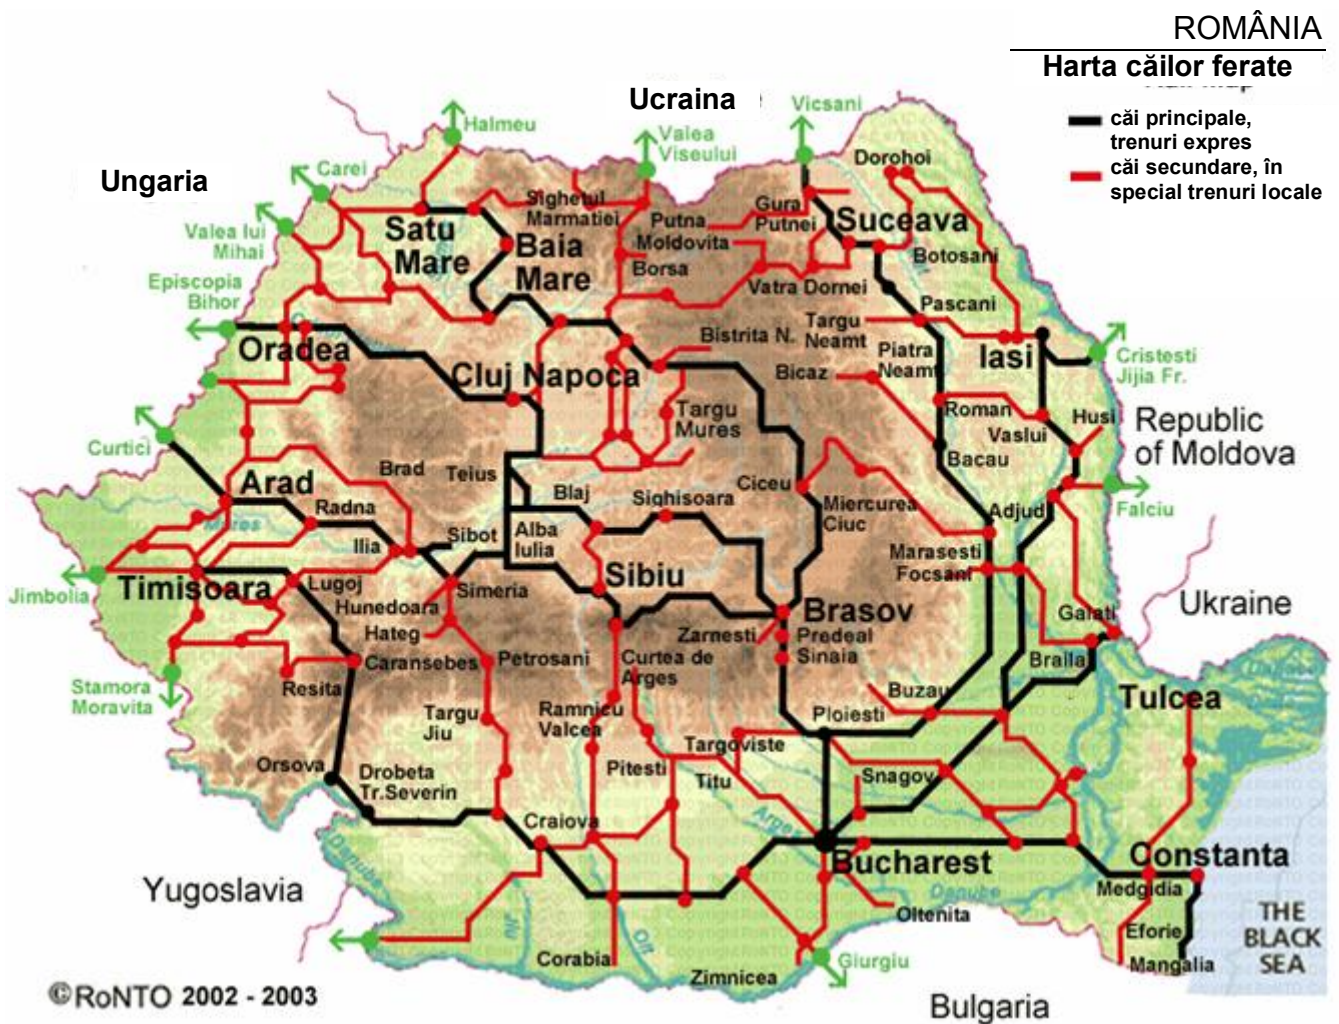 ROMÂNIA
Harta căilor ferate
căi principale,
trenuri expres
căi secundare, în
special trenuri locale
Ucraina
Ungaria
Vicsani
Halmeu
Valea
Viseului
Carei
Dorohoi
Sighetul
Marmatiei
Putna
Gura
Putnei
Suceava
Valea lui
Mihai
Satu
Mare
Baia
Mare
Moldovita
Borsa
Botosani
Episcopia
Bihor
Vatra Dornei
Pascani
Oradea
Bistrita N.
Targu
Neamt
Iasi
Cristesti
Jijia Fr.
Piatra
Neamt
Cluj Napoca
Bicaz
Targu
Mures
Roman
Husi
Republic
of Moldova
Vaslui
Curtici
Bacau
Brad
Teius
Arad
Blaj
Sighisoara
Ciceu
Radna
Miercurea
Ciuc
Adjud
Falciu
Mures
Ilia
Sibot
Alba
Iulia
Marasesti
Focsani
Jimbolia
Timisoara
Lugoj
Simeria
Sibiu
Hunedoara
Hateg
Brasov
Galati
Ukraine
Zarnesti
Predeal
Sinaia
Caransebes
Petrosani
Curtea de
Arges
Braila
Stamora
Moravita
Resita
Buzau
Tulcea
Targu
Jiu
Ramnicu
Valcea
Ploiesti
Targoviste
Orsova
Drobeta
Tr.Severin
Pitesti
Titu
Snagov
Craiova
Arges
Danube
Bucharest
Constanta
Yugoslavia
Danube
Medgidia
Oltenita
THE
BLACK
SEA
Jiu
Olt
Eforie
Corabia
Zimnicea
Giurgiu
Mangalia
©RoNTO 2002 - 2003
Bulgaria